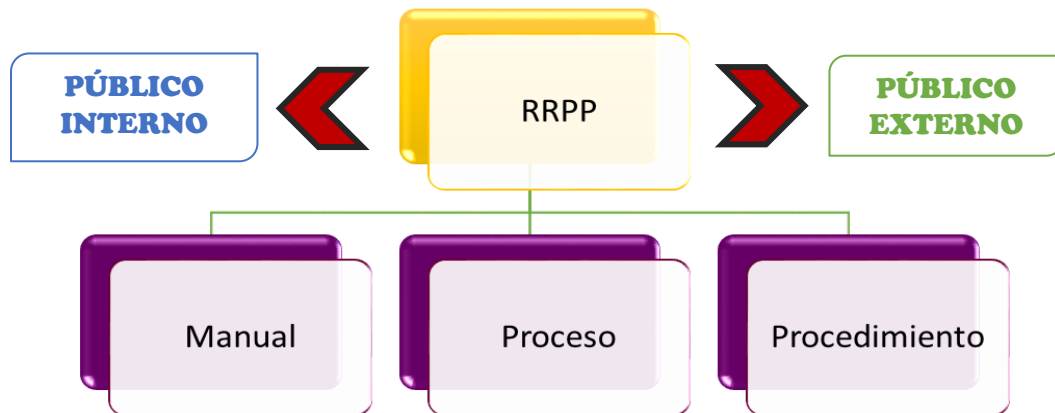 PÚBLICO
INTERNO
RRPP
PÚBLICO
EXTERNO
Manual
Proceso
Procedimiento